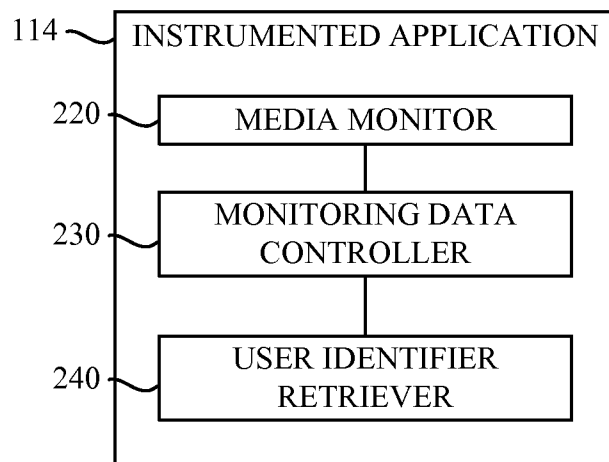 114 INSTRUMENTED APPLICATION
220 MEDIA MONITOR
MONITORING DATA
230
CONTROLLER
USER IDENTIFIER
240
RETRIEVER